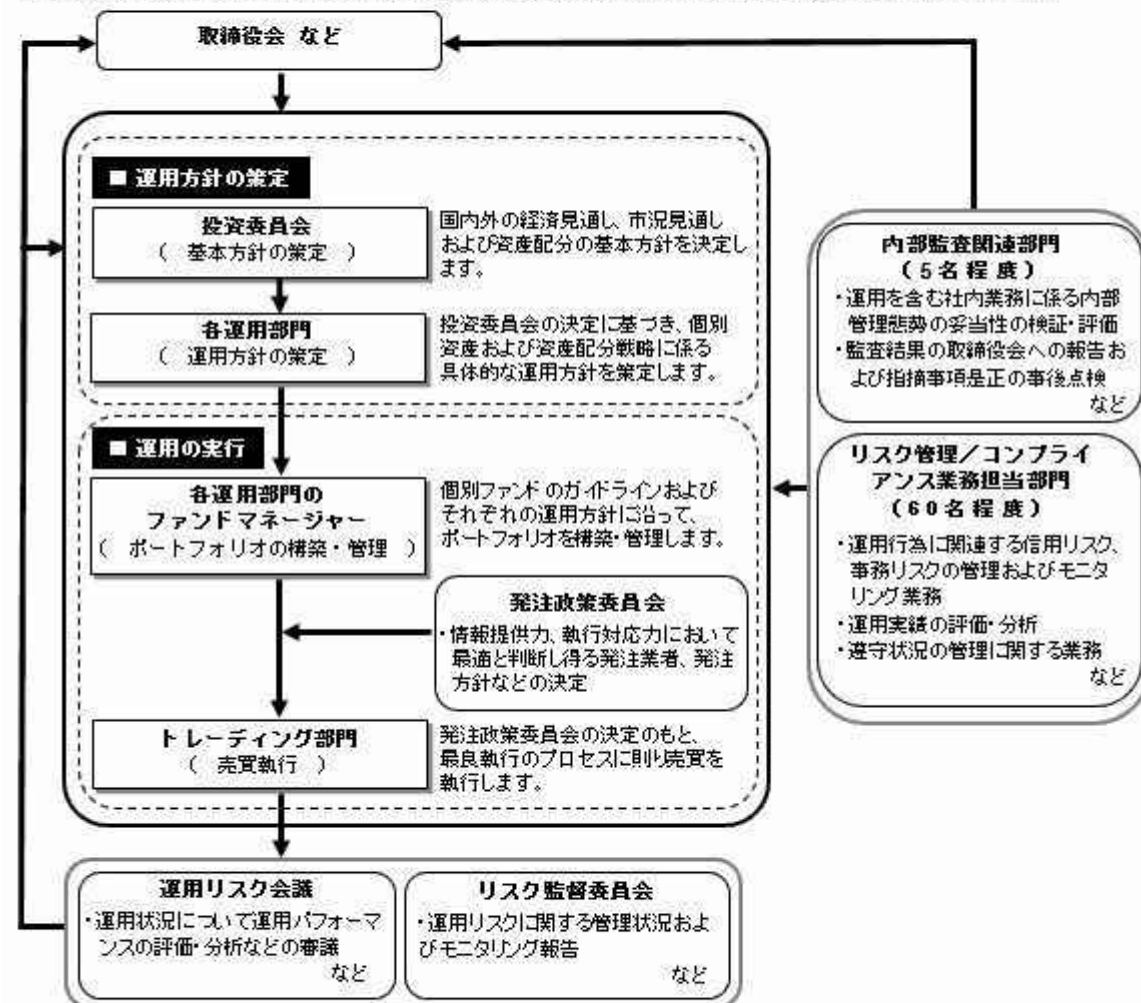 取締役会 など
■ 運用方針の策定
投資委員会
( 基本方針の策定 )
国内外の経済見通し、市況見通し
および資産配分の基本方針を決定し
ます。
各運用部門
( 運用方針の策定 )
投資委員会の決定に基づき、個別
資産および資産配分戦略に係る
具体的な運用方針を策定します。
■ 運用の実行
各運用部門の
ファンドマネージャー
( ポートフォリオの構築・管理 )
個別ファンドのガイドラインおよび
それぞれの運用方針に沿って、
ポートフォリオを構築・管理します。
発注政策委員会
・情報提供力、執行対応力において
最適と判断し得る発注業者、発注
方針などの決定
トレーディング部門
( 売買執行 )
発注政策委員会の決定のもと、
最良執行のプロセスに則り売買を
執行します。
内部監査関連部門
(5名程度)
・運用を含む社内業務に係る内部
管理態勢の妥当性の検証・評価
・監査結果の取締役会への報告お
よび指摘事項是正の事後点検
など
リスク管理/コンプライ
アンス業務担当部門
(60名程度)
・運用行為に関連する信用リスク、
事務リスクの管理およびモニタ
リング業務
・運用実績の評価・分析
・遵守状況の管理に関する業務
など
運用リスク会議
・運用状況について運用パフォーマ
ンスの評価・分析などの審議
など
リスク監督委員会
・運用リスクに関する管理状況およ
びモニタリング報告
など